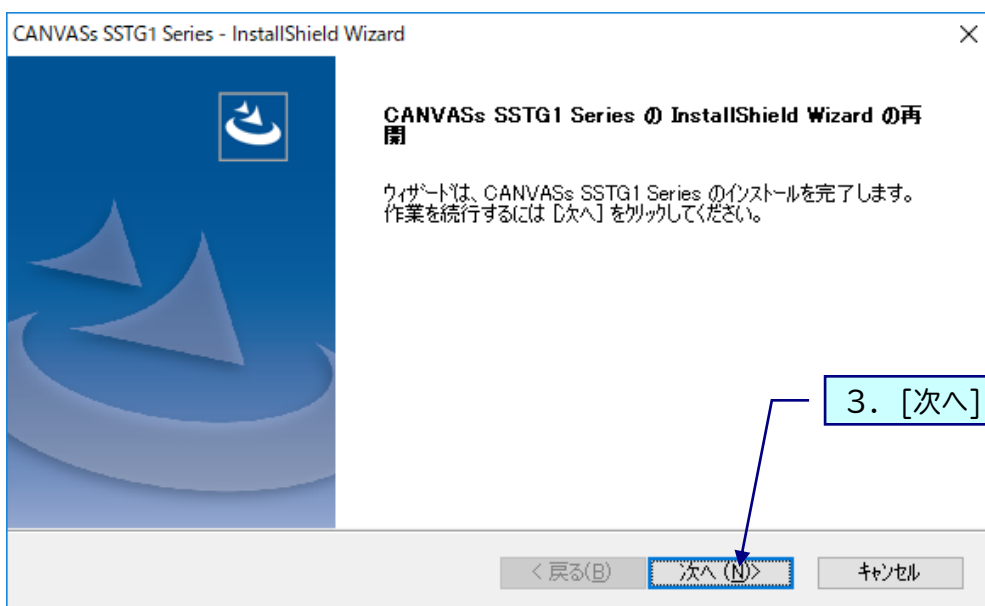 CANVASs SSTG1 Series - InstallShield Wizard
CANVASs SSTG1 Series の InstallShield Wizard の再
開
ウィザードは、CANVASs SSTG1 Series のインストールを完了します。
作業を続行するには [次へ] をクリックしてください。
3．[次へ]
< 戻る(B)
次へ (N)>
キャンセル